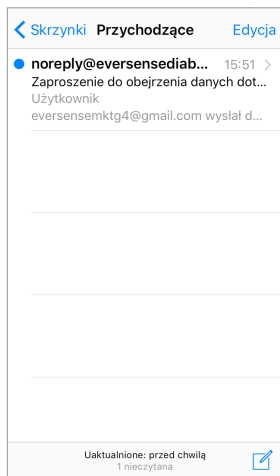 Skrzynki Przychodzące Edycja
noreply@eversensediab... 15:51
Zaproszenie do obejrzenia danych dot...
Użytkownik
eversensemktg4@gmail.com wysłał d...
Uaktualnione: przed chwilą
1 nieczytana